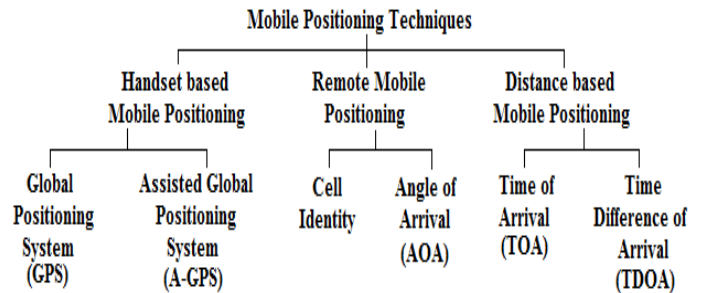 Mobile Positioning Techniques
Handset based
Mobile Positioning
Remote Mobile
Positioning
Distance based
Mobile Positioning
Global
Positioning
System
(GPS)
Assisted Global
Positioning
System
(A-GPS)
Cell
Identity
Angle of
Arrival
(AOA)
Time of
Arrival
(TOA)
Time
Difference of
Arrival
(TDOA)